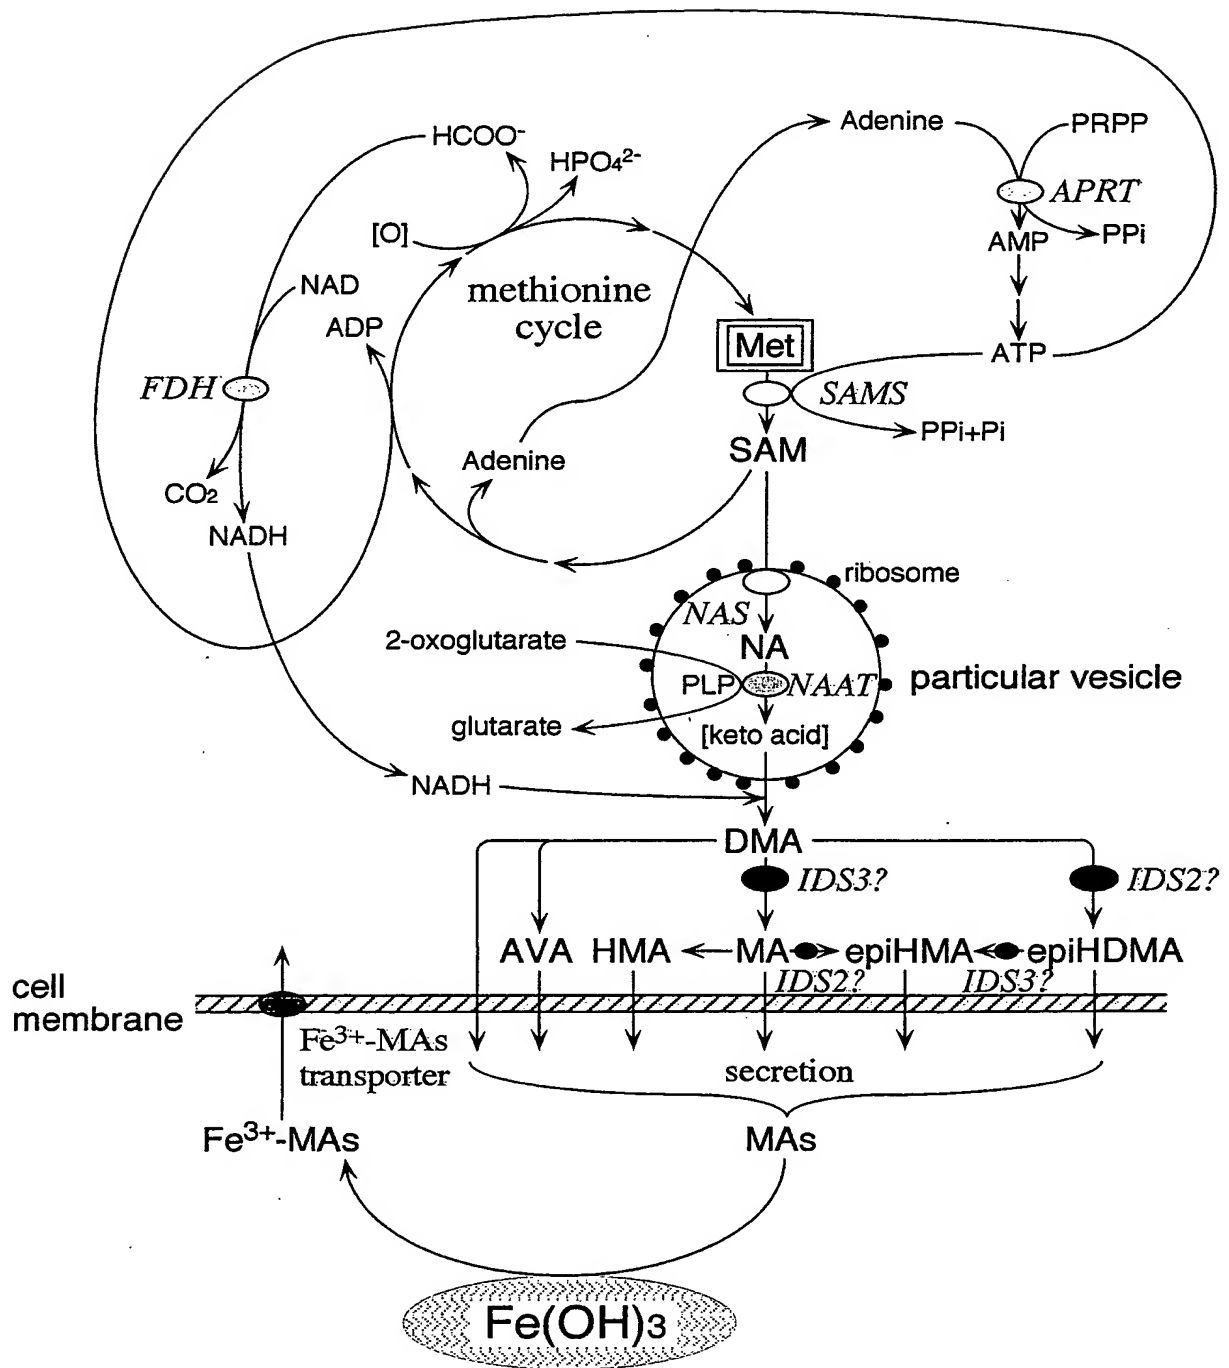 HCOO⁻
HPO₄²⁻
Adenine
PRPP
APRT
[O]
AMP
PPi
NAD
methionine
cycle
ADP
Met
ATP
FDH
SAMS
PPi+Pi
SAM
Adenine
CO₂
NADH
ribosome
NAS
2-oxoglutarate
NA
PLP
NAAT
particular vesicle
glutarate
[keto acid]
NADH
DMA
IDS3?
IDS2?
AVA
HMA
MA
epiHMA
epiHDMA
IDS2?
IDS3?
cell
membrane
Fe³⁺-MAs
transporter
secretion
Fe³⁺-MAs
MAs
Fe(OH)₃